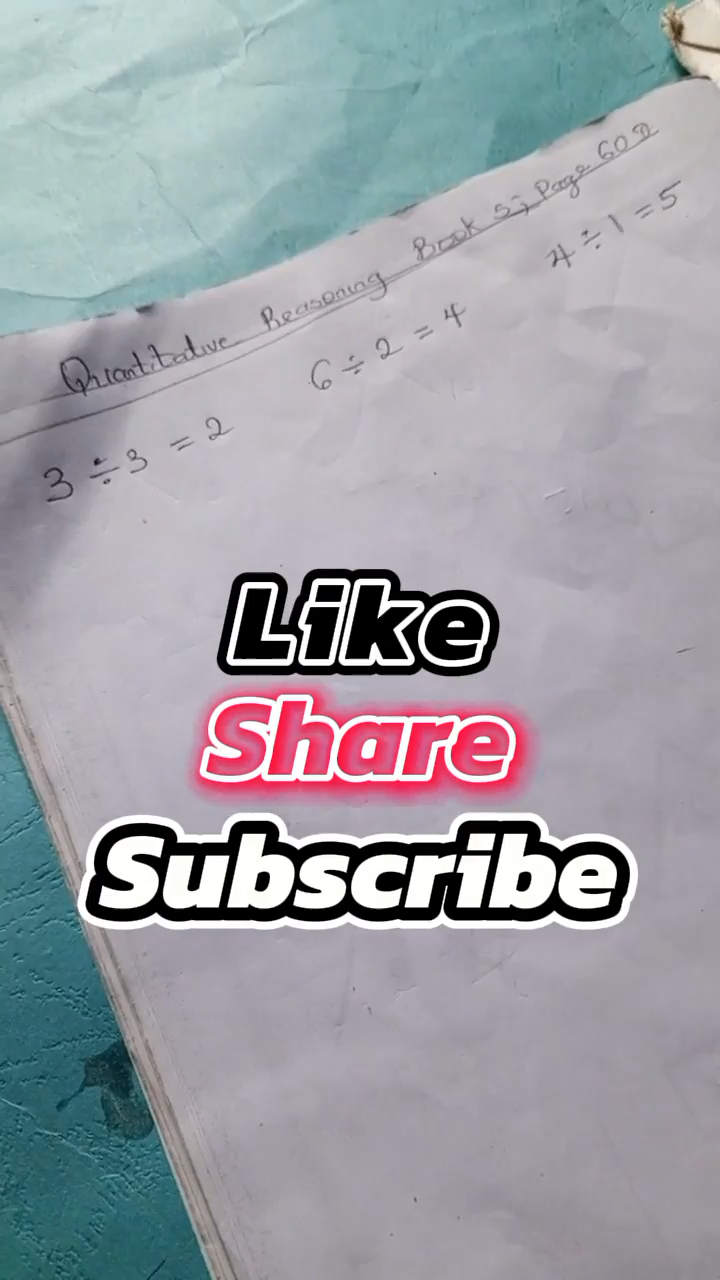 Quantitative Reasoning Book 5; Page 60 D
3 ÷ 3 = 2
6 ÷ 2 = 4
4 ÷ 1 = 5
Like
Share
Subscribe